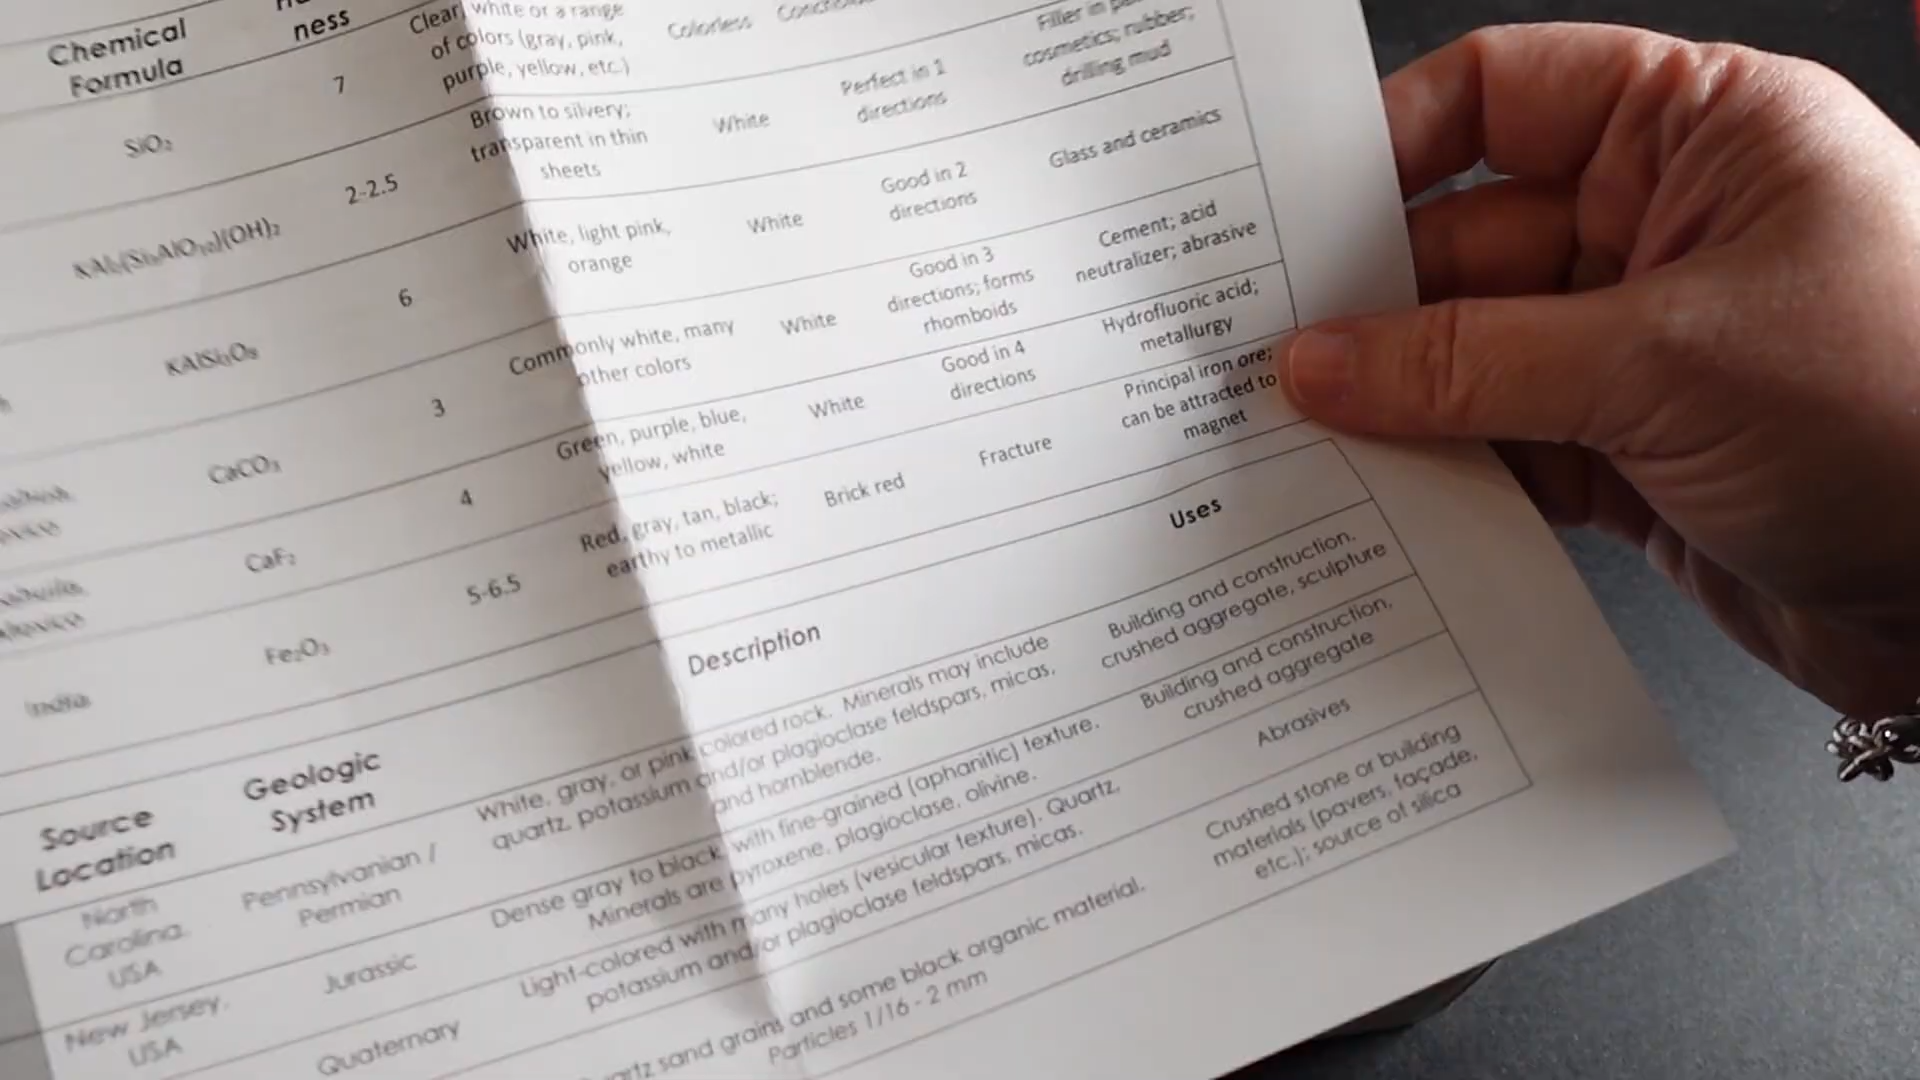 Chemical
Formula
ness
Clear, white or a range
of colors (gray, pink,
purple, yellow, etc.)
Colorless
Filler in
cosmetics; rubber;
drilling mud
SiO₂
7
Brown to silvery;
transparent in thin
sheets
White
Perfect in 1
directions
Glass and ceramics
KAl₂(Si₃AlO₁₀)(OH)₂
2-2.5
White, light pink,
orange
White
Good in 2
directions
Cement; acid
neutralizer; abrasive
KAlSi₃O₈
6
Commonly white, many
other colors
White
Good in 3
directions; forms
rhomboids
Hydrofluoric acid;
metallurgy
CaCO₃
3
Green, purple, blue,
yellow, white
White
Good in 4
directions
Principal iron ore;
can be attracted to
magnet
CaF₂
4
Red, gray, tan, black;
earthy to metallic
Brick red
Fracture
India
Fe₂O₃
5-6.5
Source
Location
Geologic
System
Description
Uses
North
Carolina,
USA
Pennsylvanian /
Permian
White, gray, or pink colored rock. Minerals may include
quartz, potassium and/or plagioclase feldspars, micas,
and hornblende.
Building and construction,
crushed aggregate, sculpture
New Jersey,
USA
Jurassic
Dense gray to black with fine-grained (aphanitic) texture.
Minerals are pyroxene, plagioclase, olivine.
Building and construction,
crushed aggregate
Quaternary
Light-colored with many holes (vesicular texture). Quartz,
potassium and/or plagioclase feldspars, micas.
Abrasives
sand grains and some black organic material.
Particles 1/16 - 2 mm
Crushed stone or building
materials (pavers, façade,
etc.); source of silica